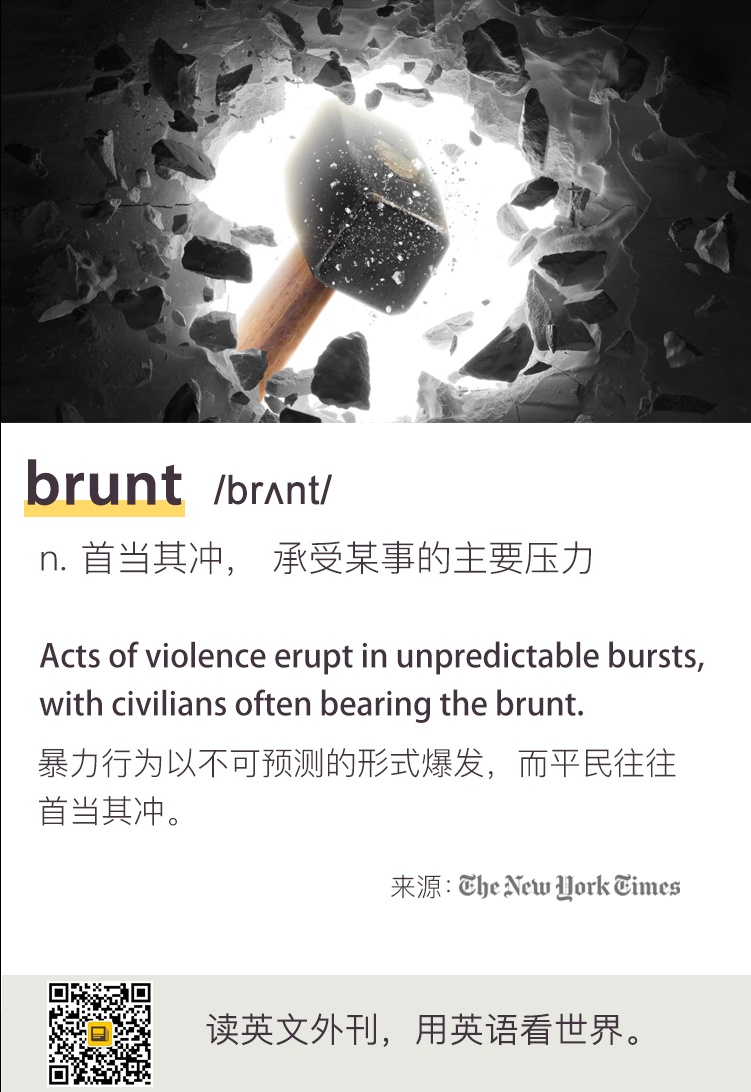 brunt /brʌnt/
n. 首当其冲， 承受某事的主要压力
Acts of violence erupt in unpredictable bursts,
with civilians often bearing the brunt.
暴力行为以不可预测的形式爆发，而平民往往
首当其冲。
来源：The New York Times
读英文外刊，用英语看世界。